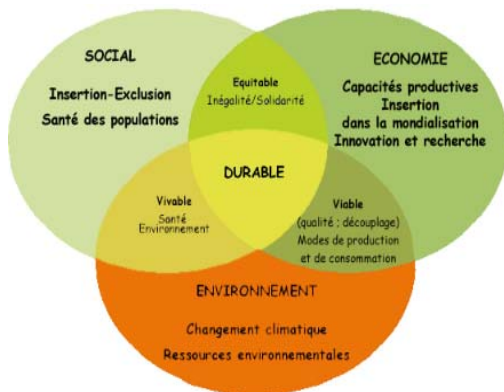 SOCIAL
Insertion-Exclusion
Santé des populations
Equitable
Inégalité/Solidarité
ECONOMIE
Capacités productives
Insertion
dans la mondialisation
Innovation et recherche
DURABLE
Vivable
Santé
Environnement
Viable
(qualité ; découplage)
Modes de production
et de consommation
ENVIRONNEMENT
Changement climatique
Ressources environnementales